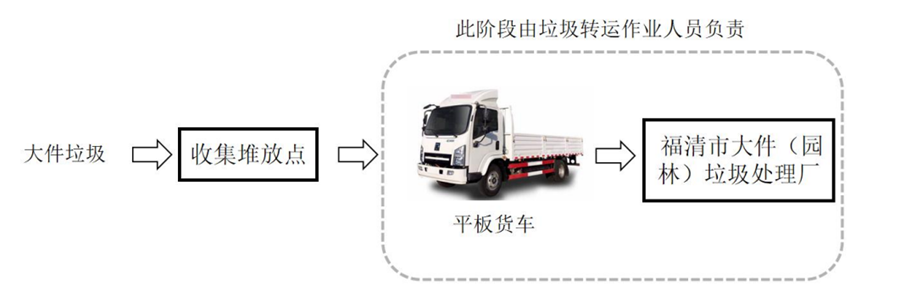 此阶段由垃圾转运作业人员负责
大件垃圾
收集堆放点
平板货车
福清市大件（园
林）垃圾处理厂